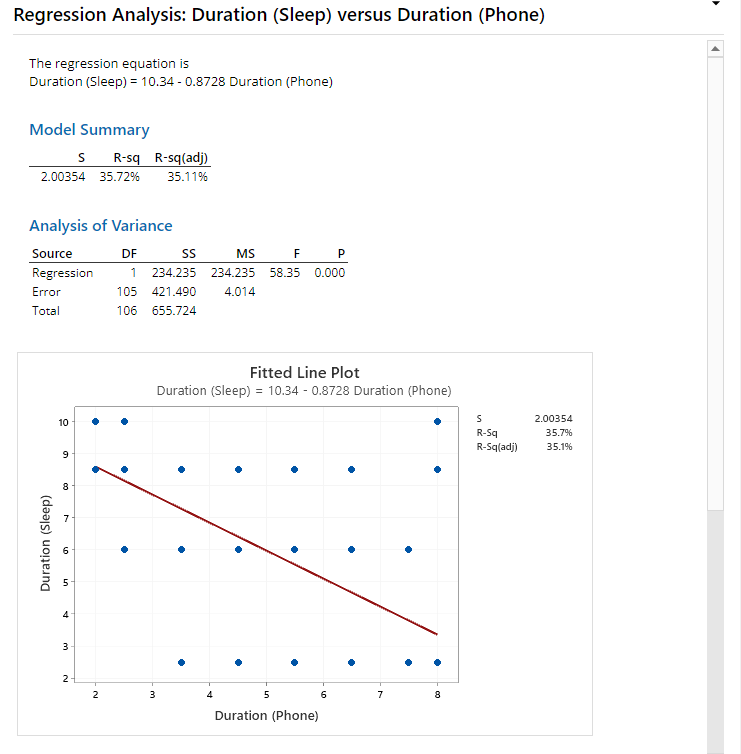 Regression Analysis: Duration (Sleep) versus Duration (Phone)
The regression equation is
Duration (Sleep) = 10.34 - 0.8728 Duration (Phone)
Model Summary
S R-sq R-sq(adj)
2.00354 35.72% 35.11%
Analysis of Variance
Source DF SS MS F P
Regression 1 234.235 234.235 58.35 0.000
Error 105 421.490 4.014
Total 106 655.724
Fitted Line Plot
Duration (Sleep) = 10.34 - 0.8728 Duration (Phone)
S 2.00354
R-Sq 35.7%
R-Sq(adj) 35.1%
Duration (Sleep)
10
9
8
7
6
5
4
3
2
2 3 4 5 6 7 8
Duration (Phone)